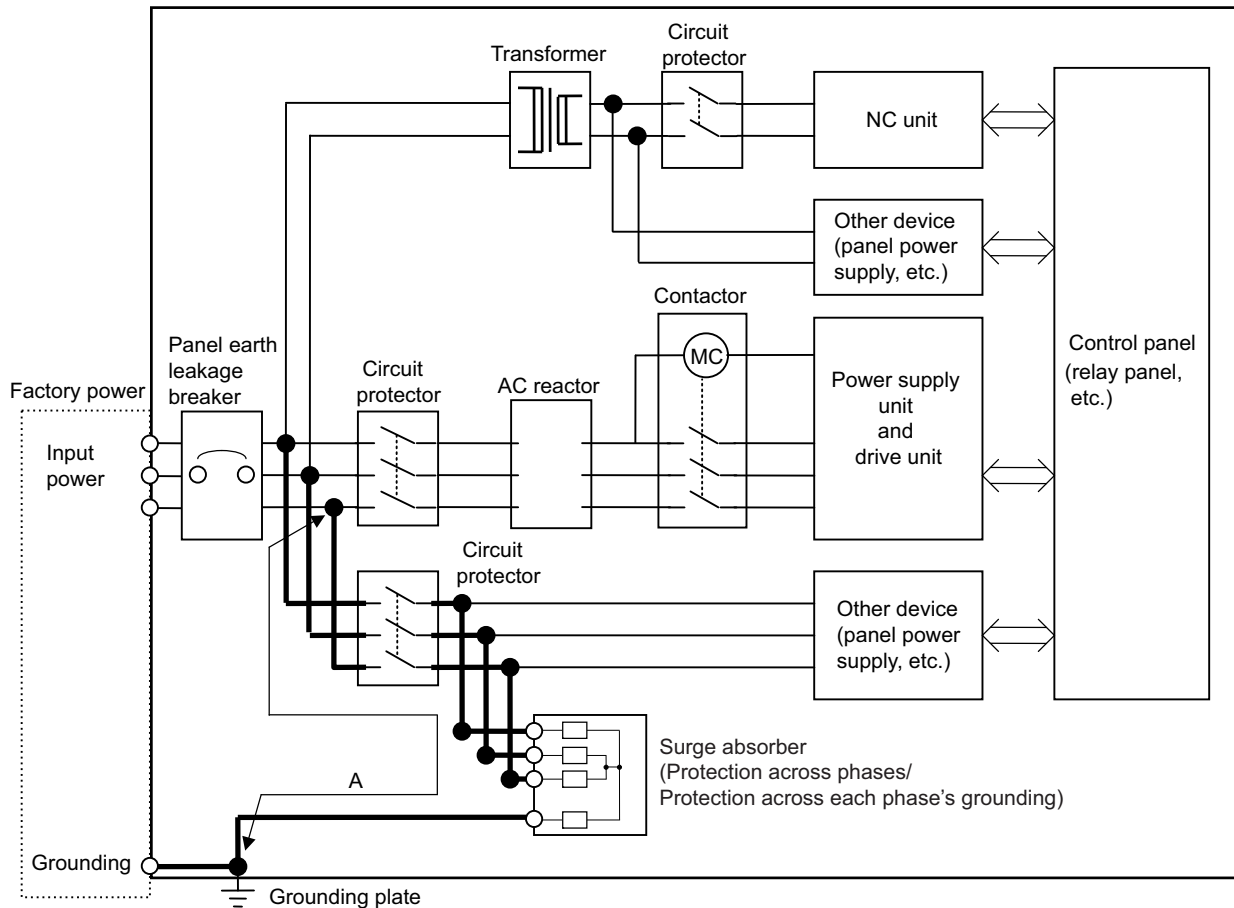 Transformer
Circuit
protector
NC unit
Other device
(panel power
supply, etc.)
Contactor
MC
Panel earth
leakage
breaker
Circuit
protector
AC reactor
Power supply
unit
and
drive unit
Control panel
(relay panel,
etc.)
Factory power
Input
power
Circuit
protector
Other device
(panel power
supply, etc.)
Surge absorber
(Protection across phases/
Protection across each phase's grounding)
A
Grounding
Grounding plate